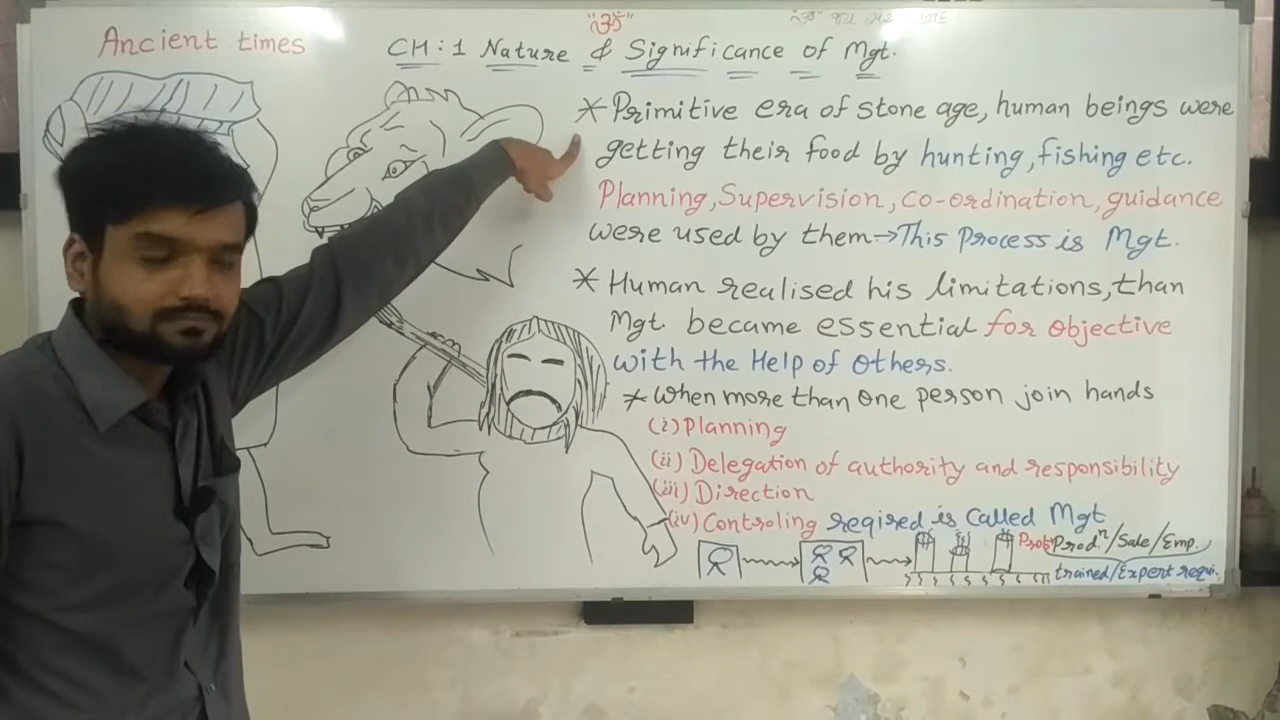 "ॐ"
Ancient times
CH:1 Nature & Significance of Mgt.
* Primitive era of stone age, human beings were
getting their food by hunting, fishing etc.
Planning, Supervision, co-ordination, guidance
were used by them→This Process is Mgt.
* Human realised his limitations, than
Mgt. became essential for objective
with the Help of Others.
* when more than one person join hands
(i) Planning
(ii) Delegation of authority and responsibility
(iii) Direction
(iv) Controling reqired is Called Mgt
Prodⁿ/Sale/Emp.
trained/Expert requi.